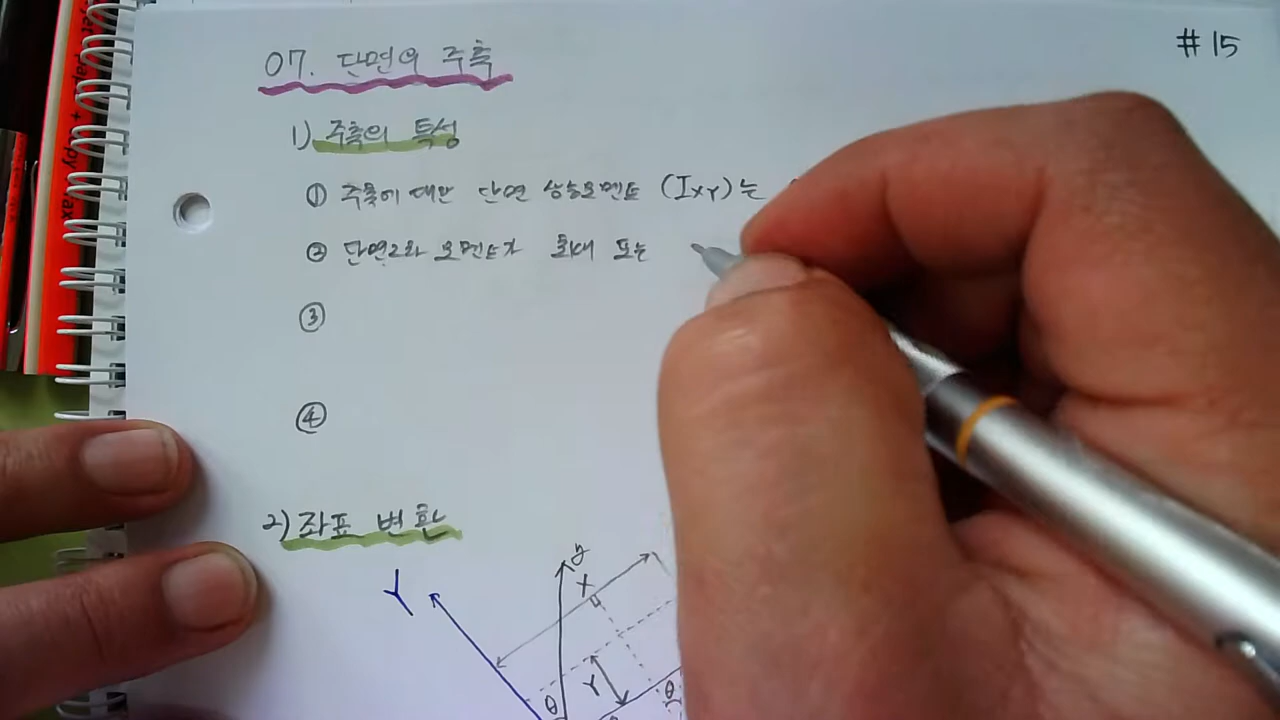 #15
07. 단면의 주축
1) 주축의 특성
① 주축에 대한 단면 상승모멘트 (IXY)는
② 단면2차 모멘트가 최대 또는
③
④
2) 좌표 변환
Y
y
X
Y
θ
θ